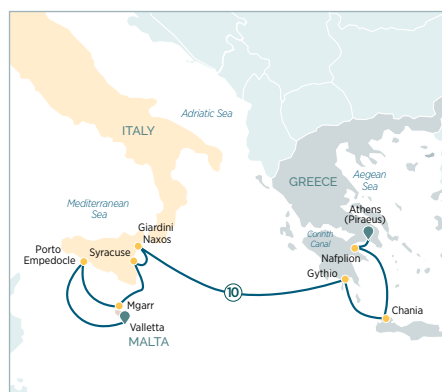 Adriatic Sea
ITALY
Aegean
Sea
GREECE
Mediterranean
Sea
Athens
(Piraeus)
Giardini
Naxos
Corinth
Canal
Porto
Empedocle
Syracuse
Nafplion
Gythio
10
Mgarr
Chania
Valletta
MALTA